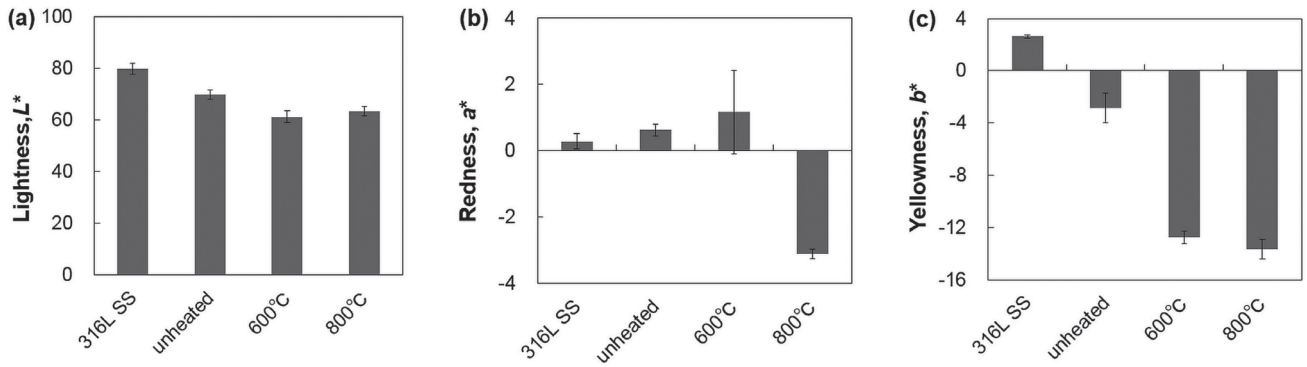 (a)
Lightness,L*
100
80
60
40
20
0
316L SS
unheated
600°C
800°C
(b)
Redness, a*
4
2
0
-2
-4
316L SS
unheated
600°C
800°C
(c)
Yellowness, b*
4
0
-4
-8
-12
-16
316L SS
unheated
600°C
800°C